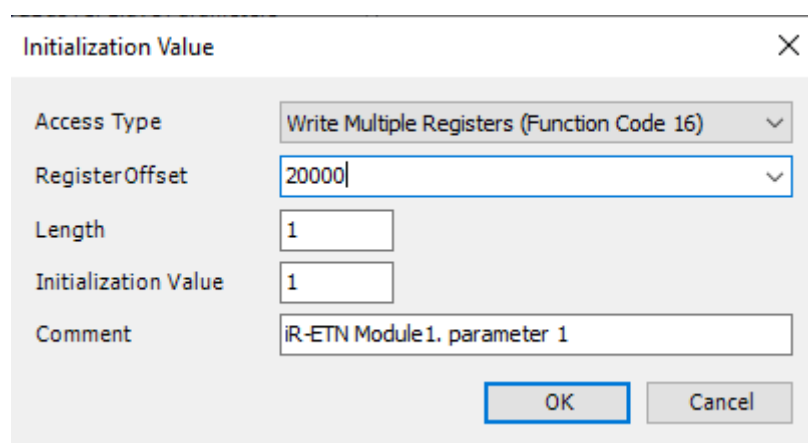 Initialization Value
Access Type
Write Multiple Registers (Function Code 16)
RegisterOffset
20000
Length
1
Initialization Value
1
Comment
iR-ETN Module1. parameter 1
OK
Cancel